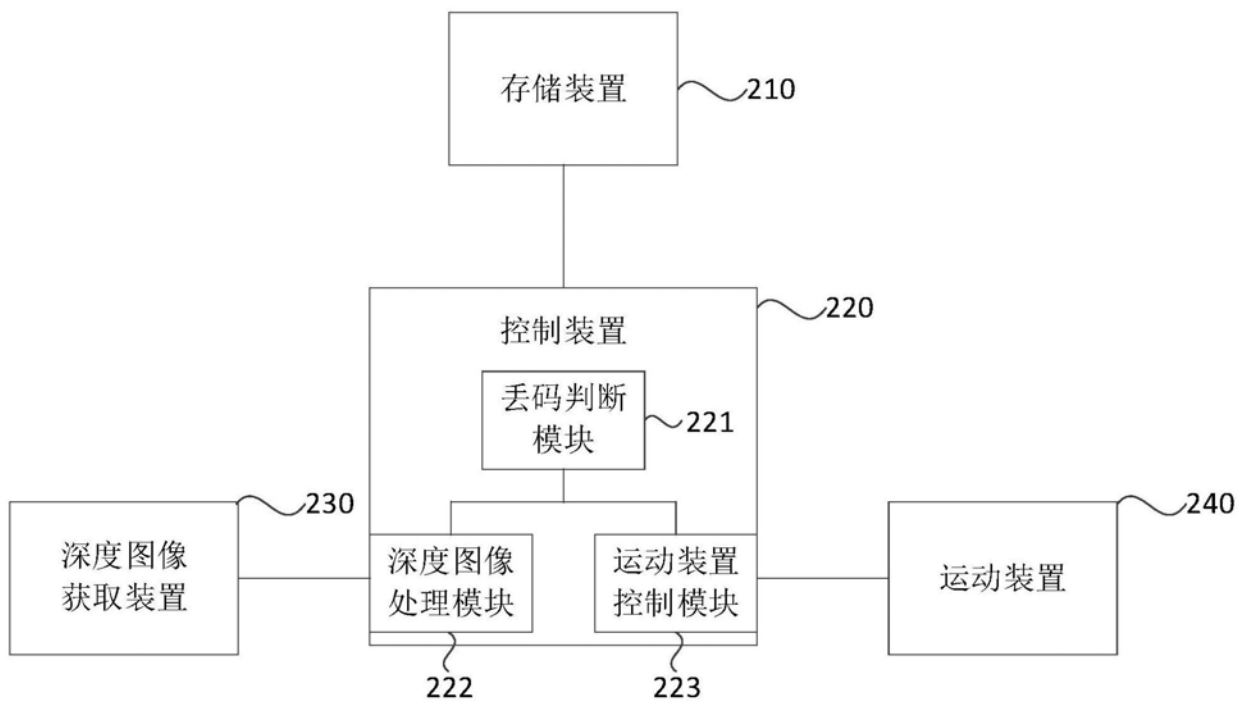 存储装置
210
控制装置
220
丢码判断
模块
221
深度图像
获取装置
230
深度图像
处理模块
222
运动装置
控制模块
223
运动装置
240